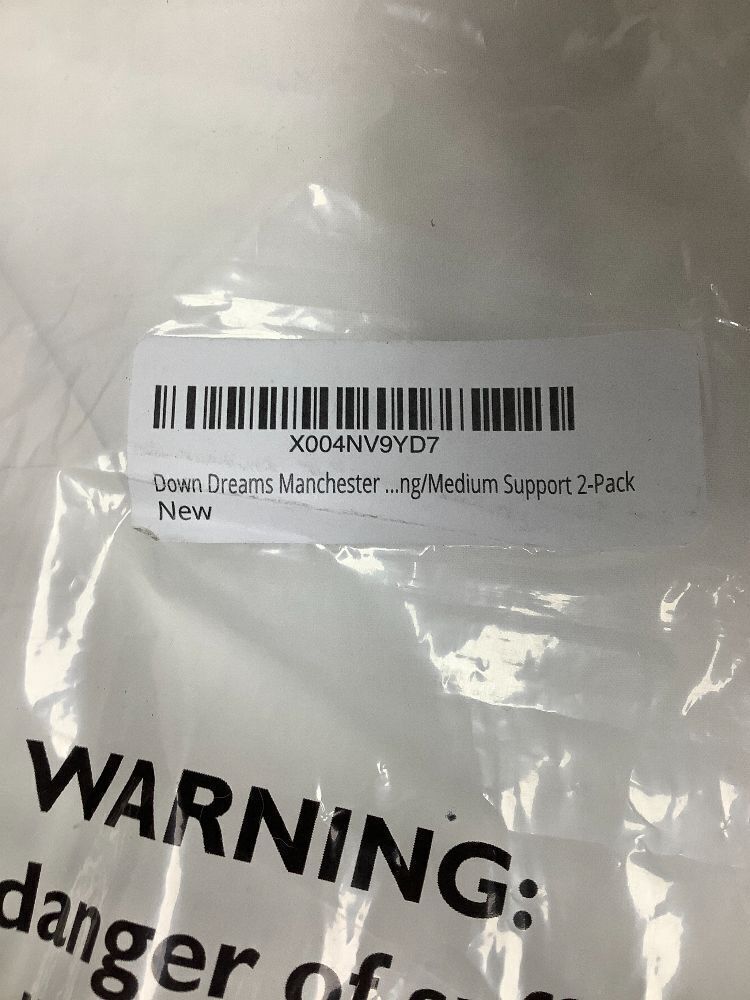 X004NV9YD7
Down Dreams Manchester ...ng/Medium Support 2-Pack
New
WARNING:
danger of